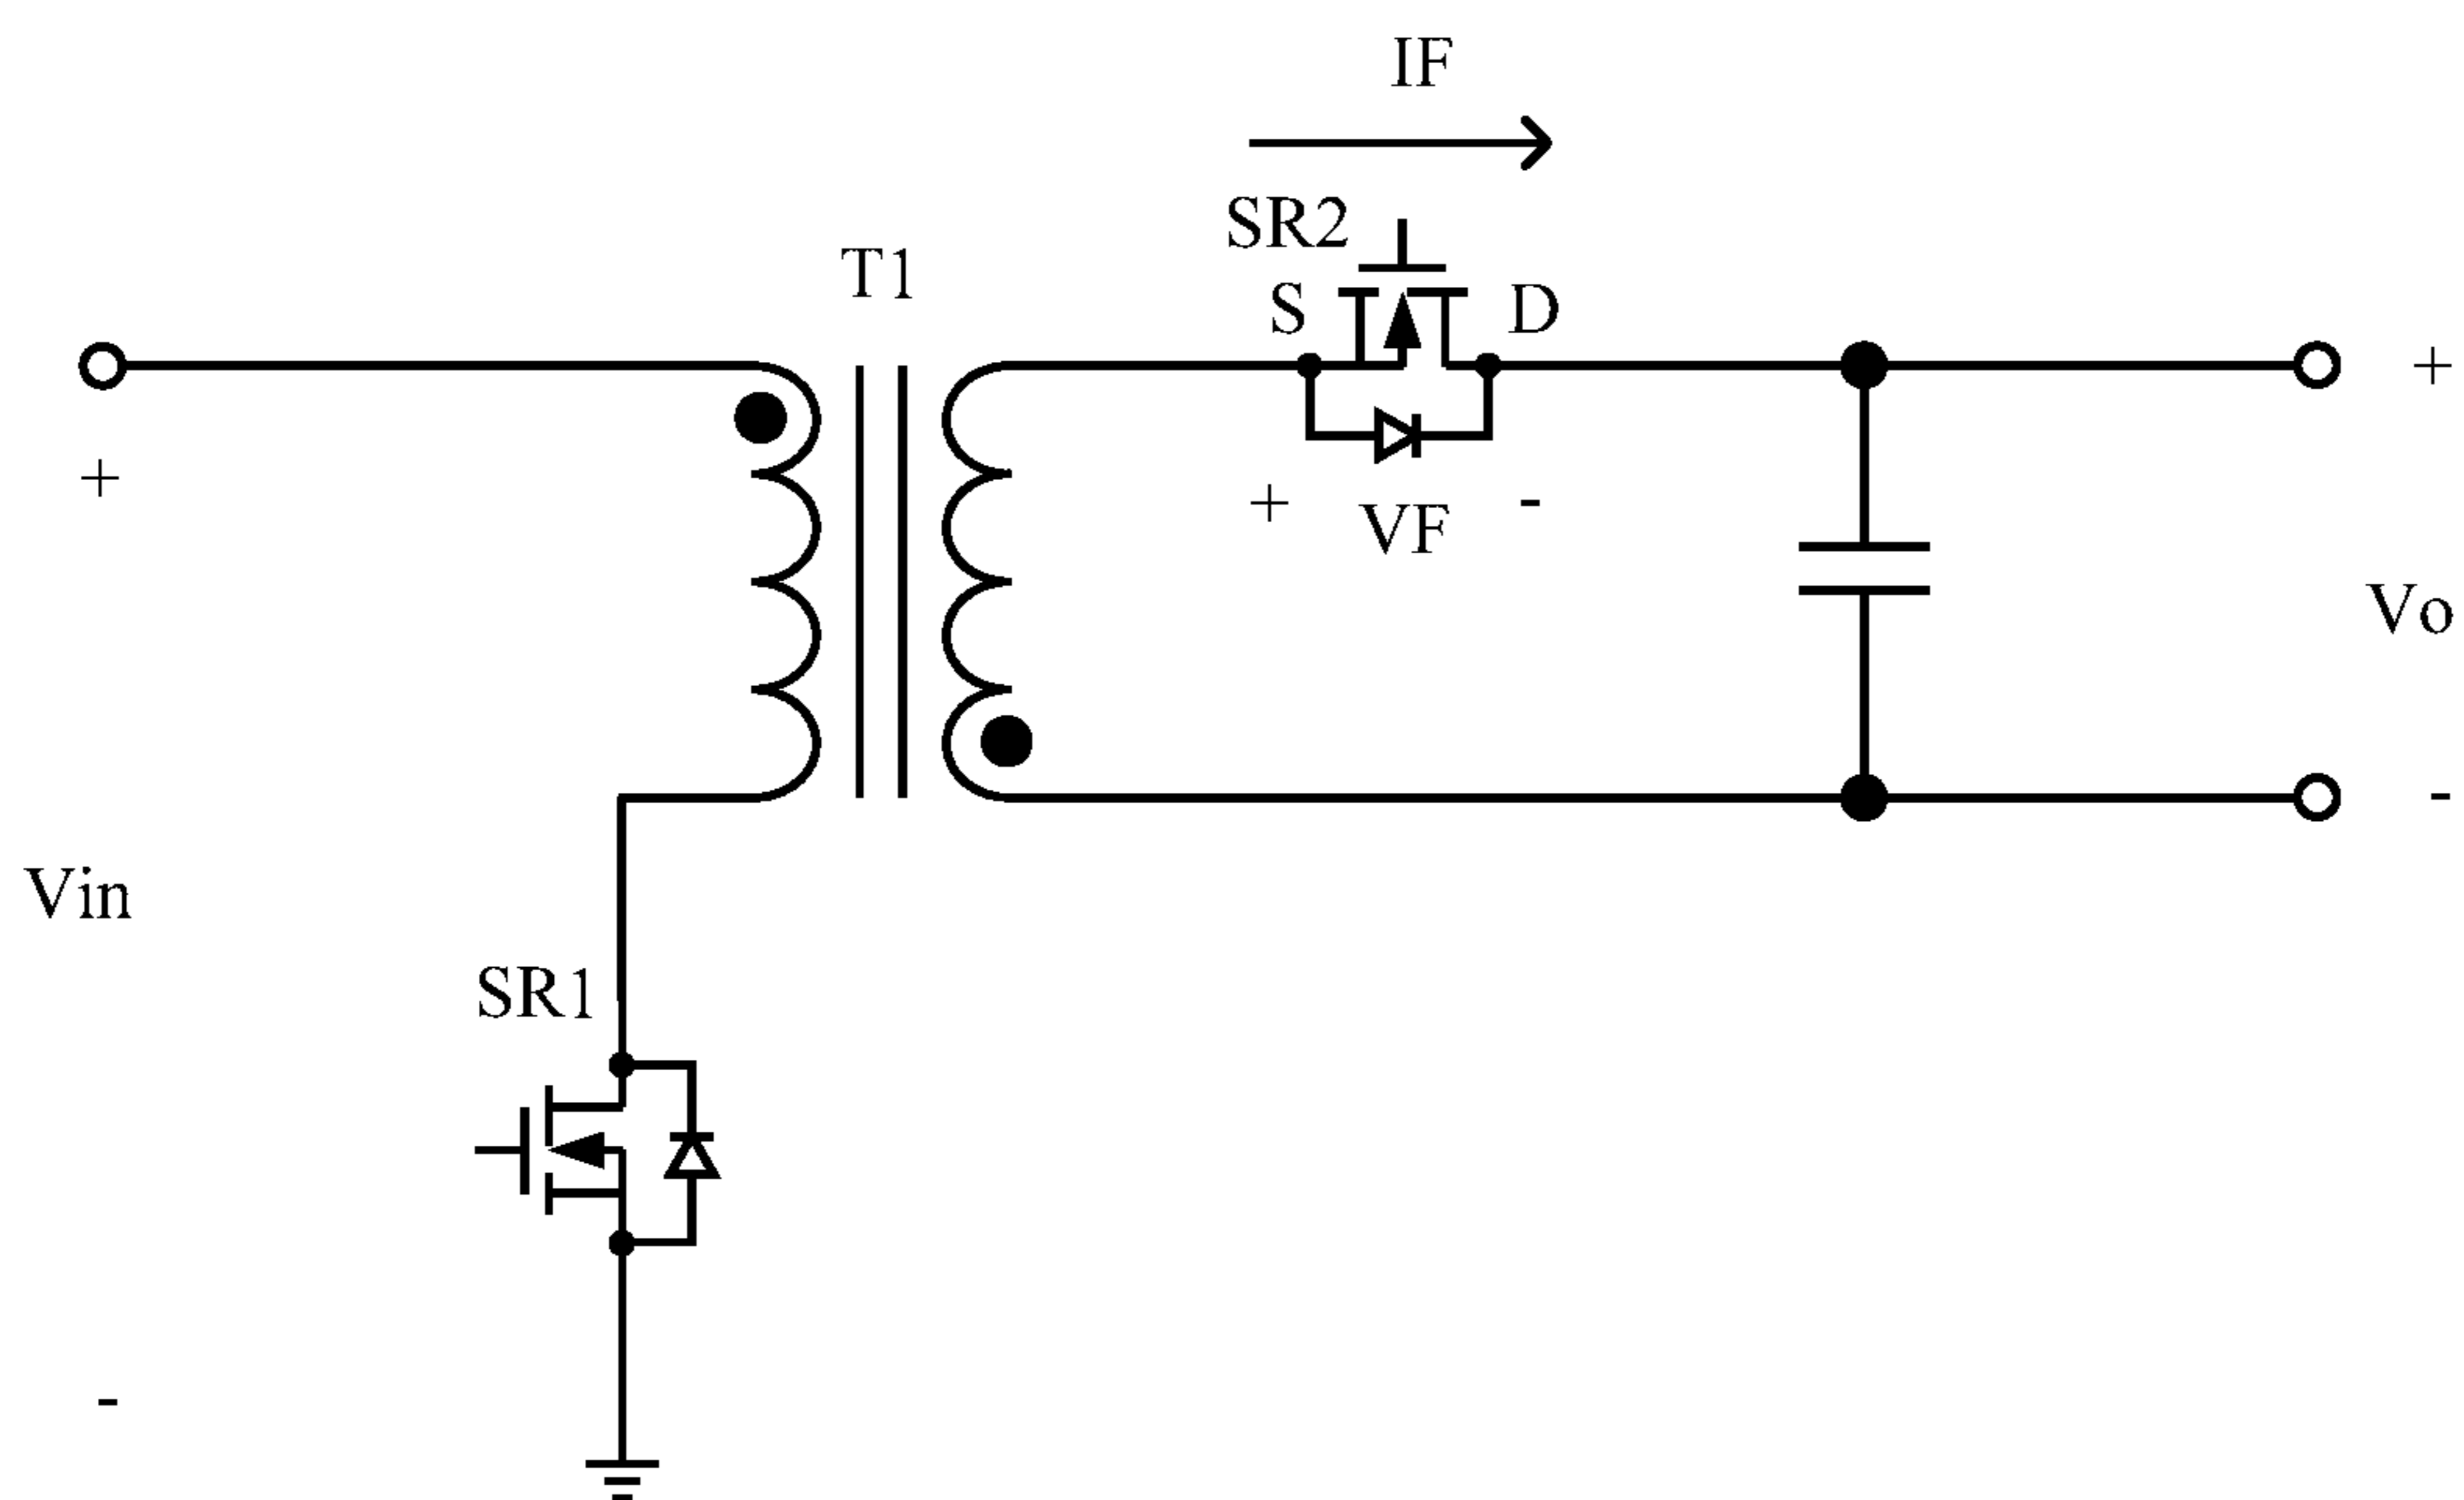 IF
SR2
T1
S
D
+
+
+
VF
-
Vo
-
Vin
SR1
-